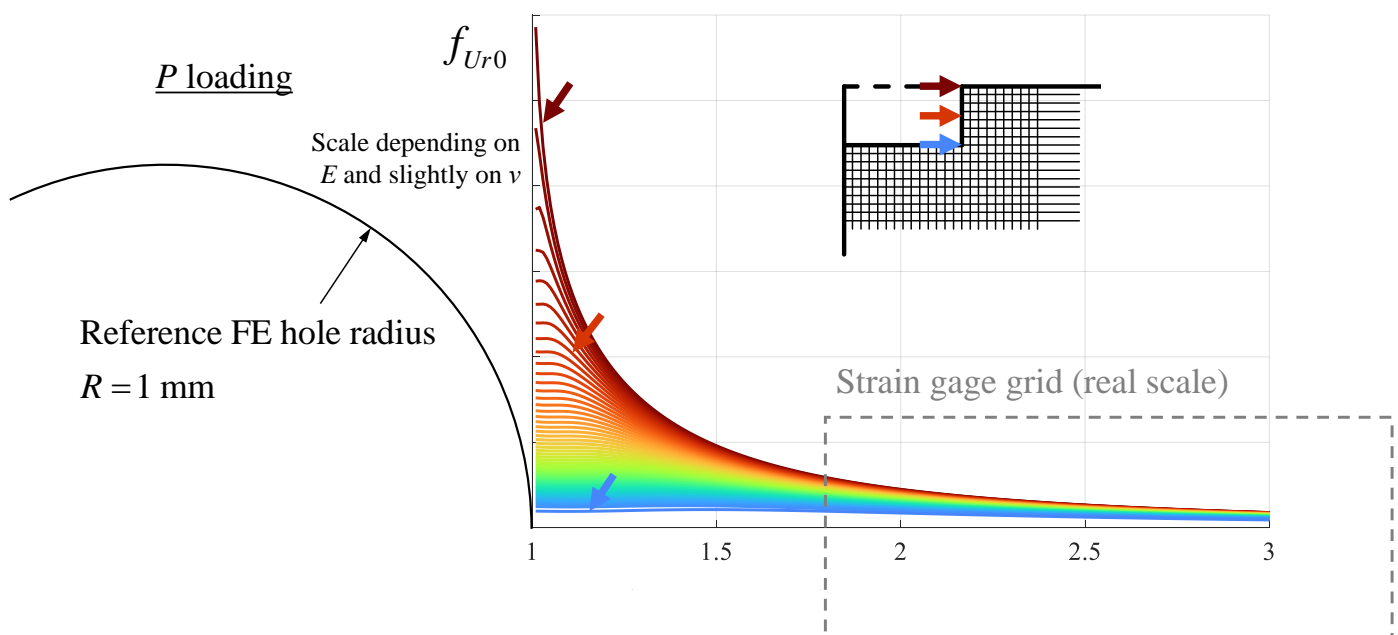 f_{Ur0}
P loading
Scale depending on
E and slightly on ν
Reference FE hole radius
R = 1 mm
Strain gage grid (real scale)
1
1.5
2
2.5
3